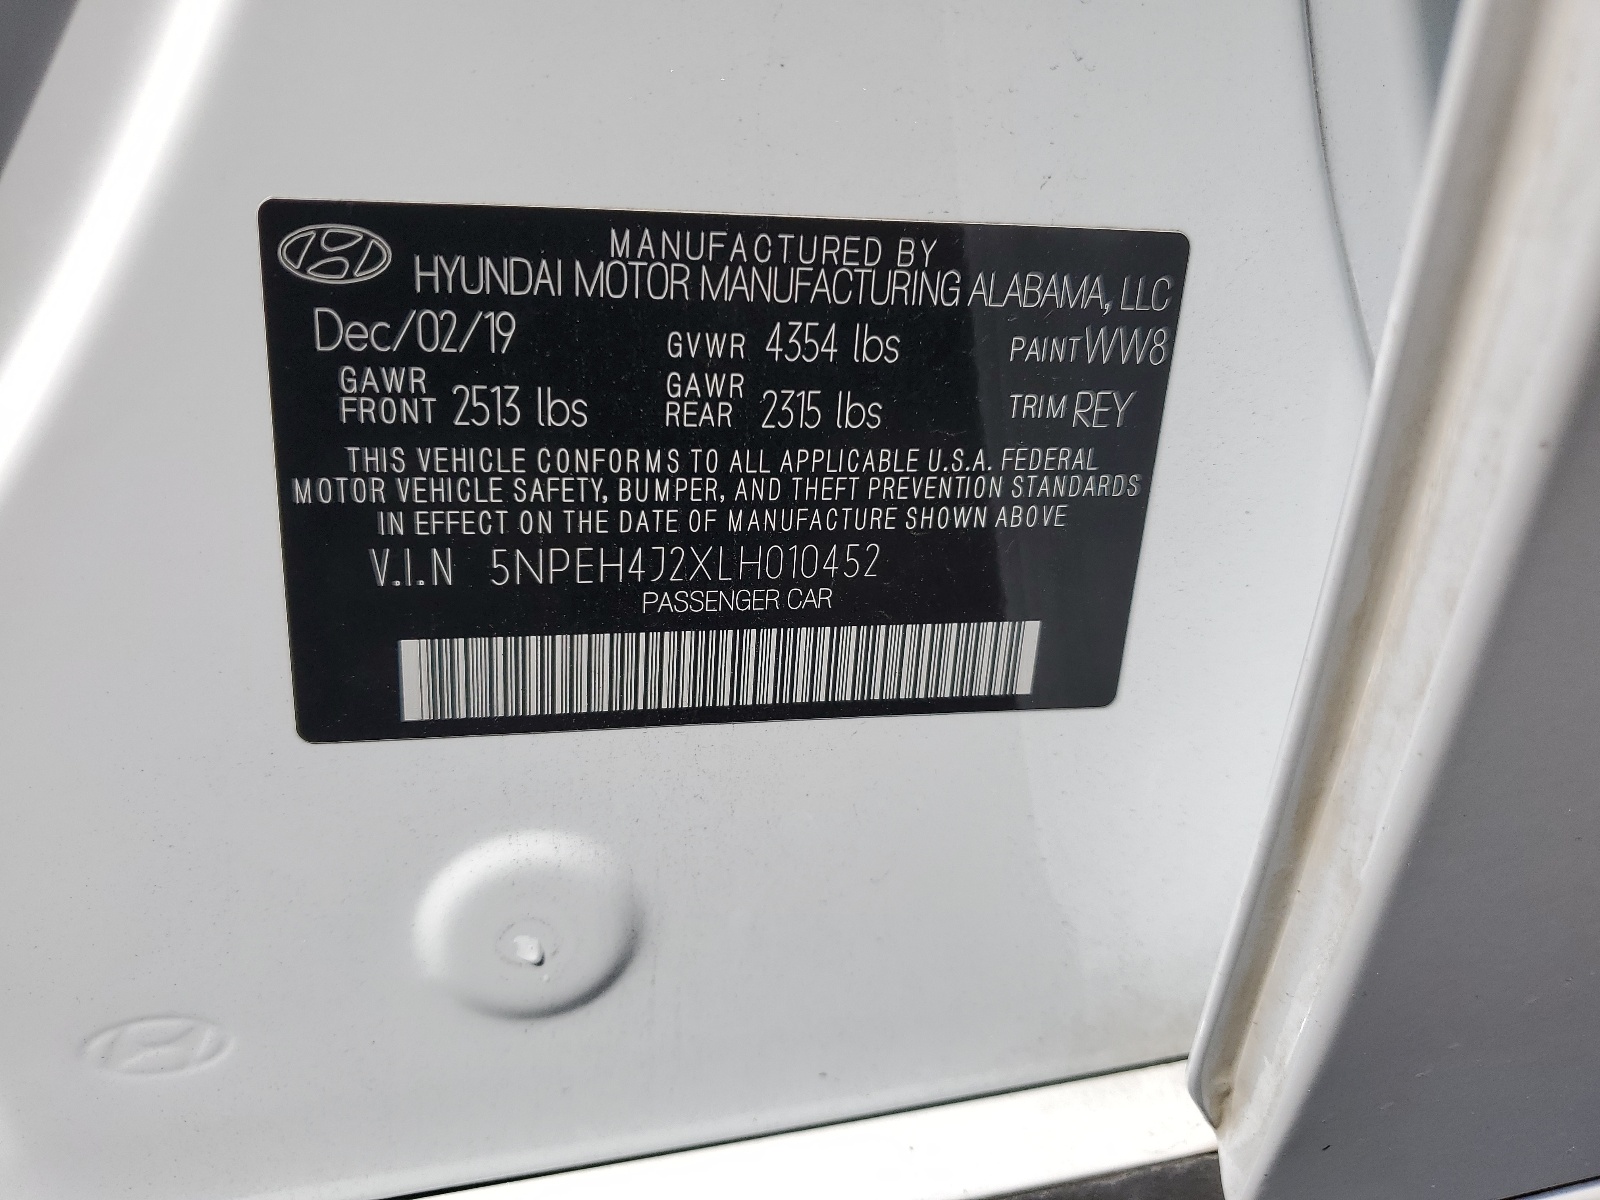 MANUFACTURED BY
HYUNDAI MOTOR MANUFACTURING ALABAMA, LLC
Dec/02/19 GVWR 4354 lbs PAINT WW8
GAWR FRONT 2513 lbs GAWR REAR 2315 lbs TRIM REY
THIS VEHICLE CONFORMS TO ALL APPLICABLE U.S.A. FEDERAL
MOTOR VEHICLE SAFETY, BUMPER, AND THEFT PREVENTION STANDARDS
IN EFFECT ON THE DATE OF MANUFACTURE SHOWN ABOVE
V.I.N 5NPEH4J2XLH010452
PASSENGER CAR